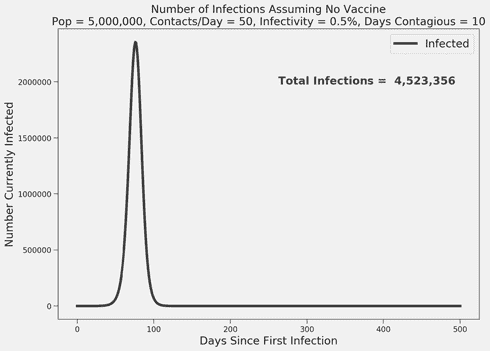 Number of Infections Assuming No Vaccine
Pop = 5,000,000, Contacts/Day = 50, Infectivity = 0.5%, Days Contagious = 10
Infected
Total Infections = 4,523,356
Number Currently Infected
2000000
1500000
1000000
500000
0
0 100 200 300 400 500
Days Since First Infection